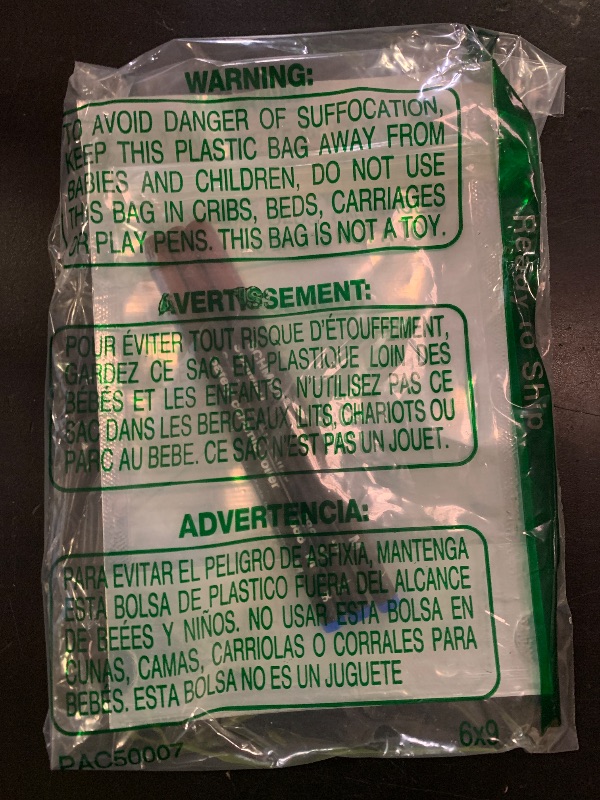 WARNING:
TO AVOID DANGER OF SUFFOCATION,
KEEP THIS PLASTIC BAG AWAY FROM
BABIES AND CHILDREN, DO NOT USE
THIS BAG IN CRIBS, BEDS, CARRIAGES
OR PLAY PENS. THIS BAG IS NOT A TOY.
AVERTISSEMENT:
POUR ÉVITER TOUT RISQUE D'ÉTOUFFEMENT,
GARDEZ CE SAC EN PLASTIQUE LOIN DES
BÉBÉS ET LES ENFANTS, N'UTILISEZ PAS CE
SAC DANS LES BERCEAUX, LITS, CHARIOTS OU
PARC AU BEBE. CE SAC N'EST PAS UN JOUET.
ADVERTENCIA:
PARA EVITAR EL PELIGRO DE ASFIXIA, MANTENGA
ESTA BOLSA DE PLASTICO FUERA DEL ALCANCE
DE BEÉES Y NIÑOS. NO USAR ESTA BOLSA EN
CUNAS, CAMAS, CARRIOLAS O CORRALES PARA
BEBÉS. ESTA BOLSA NO ES UN JUGUETE
PAC50007
6x9
Ready to Ship